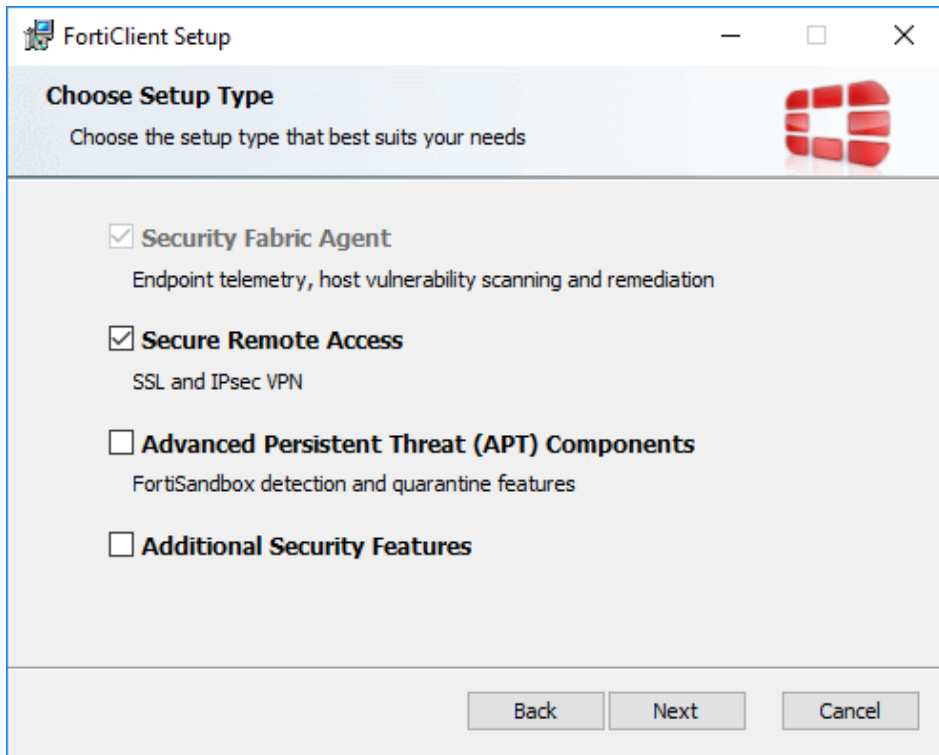 FortiClient Setup
Choose Setup Type
Choose the setup type that best suits your needs
Security Fabric Agent
Endpoint telemetry, host vulnerability scanning and remediation
Secure Remote Access
SSL and IPsec VPN
Advanced Persistent Threat (APT) Components
FortiSandbox detection and quarantine features
Additional Security Features
Back Next Cancel